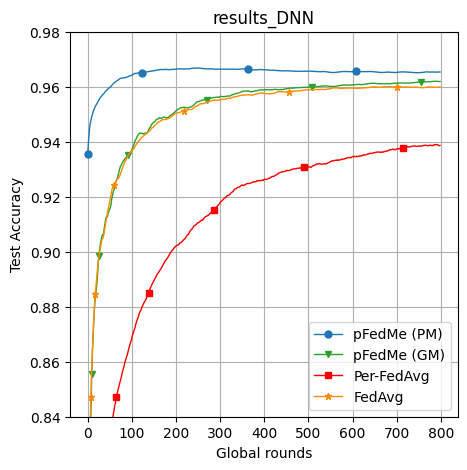 results_DNN
0.98
0.96
0.94
0.92
0.90
0.88
0.86
0.84
Test Accuracy
pFedMe (PM)
pFedMe (GM)
Per-FedAvg
FedAvg
0 100 200 300 400 500 600 700 800
Global rounds